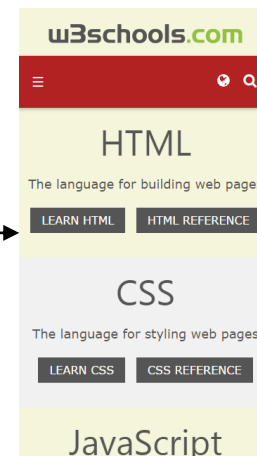 w3schools.com
HTML
The language for building web page
LEARN HTML HTML REFERENCE
CSS
The language for styling web pages
LEARN CSS CSS REFERENCE
JavaScript